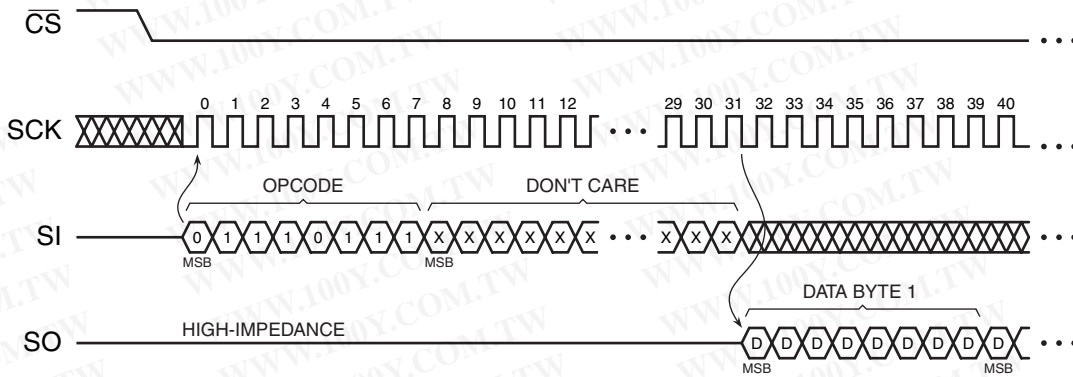 CS
0 1 2 3 4 5 6 7 8 9 10 11 12 29 30 31 32 33 34 35 36 37 38 39 40
SCK
OPCODE DON'T CARE
SI 0 1 1 1 0 1 1 1 X X X X X X X X X
MSB MSB
DATA BYTE 1
HIGH-IMPEDANCE
SO D D D D D D D D D
MSB MSB
WWW.100Y.COM.TW